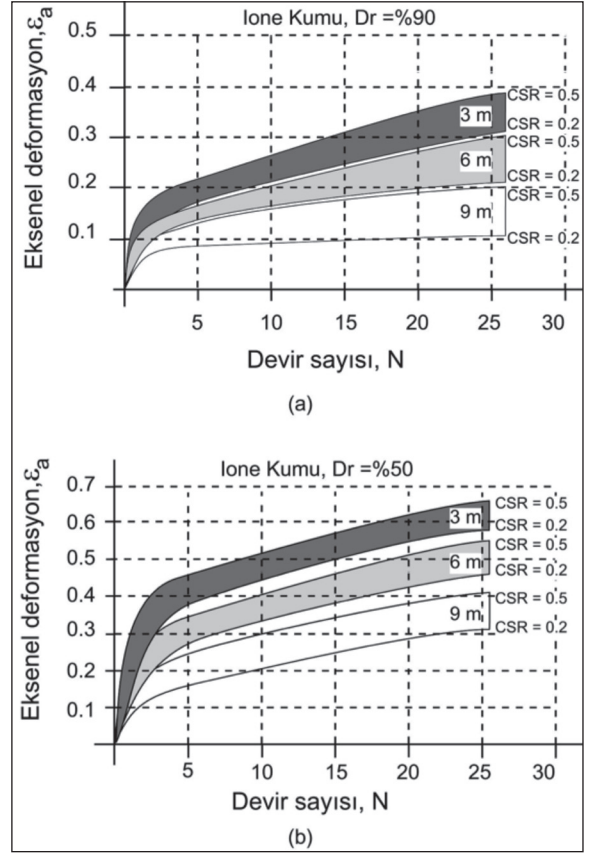 Ione Kumu, Dr =%90
Eksenel deformasyon,εa
0.5
0.4
0.3
0.2
0.1
3 m
6 m
9 m
CSR = 0.5
CSR = 0.2
CSR = 0.5
CSR = 0.2
CSR = 0.5
CSR = 0.2
5 10 15 20 25 30
Devir sayısı, N
(a)
Ione Kumu, Dr =%50
Eksenel deformasyon,εa
0.7
0.6
0.5
0.4
0.3
0.2
0.1
3 m
6 m
9 m
CSR = 0.5
CSR = 0.2
CSR = 0.5
CSR = 0.2
CSR = 0.5
CSR = 0.2
5 10 15 20 25 30
Devir sayısı, N
(b)